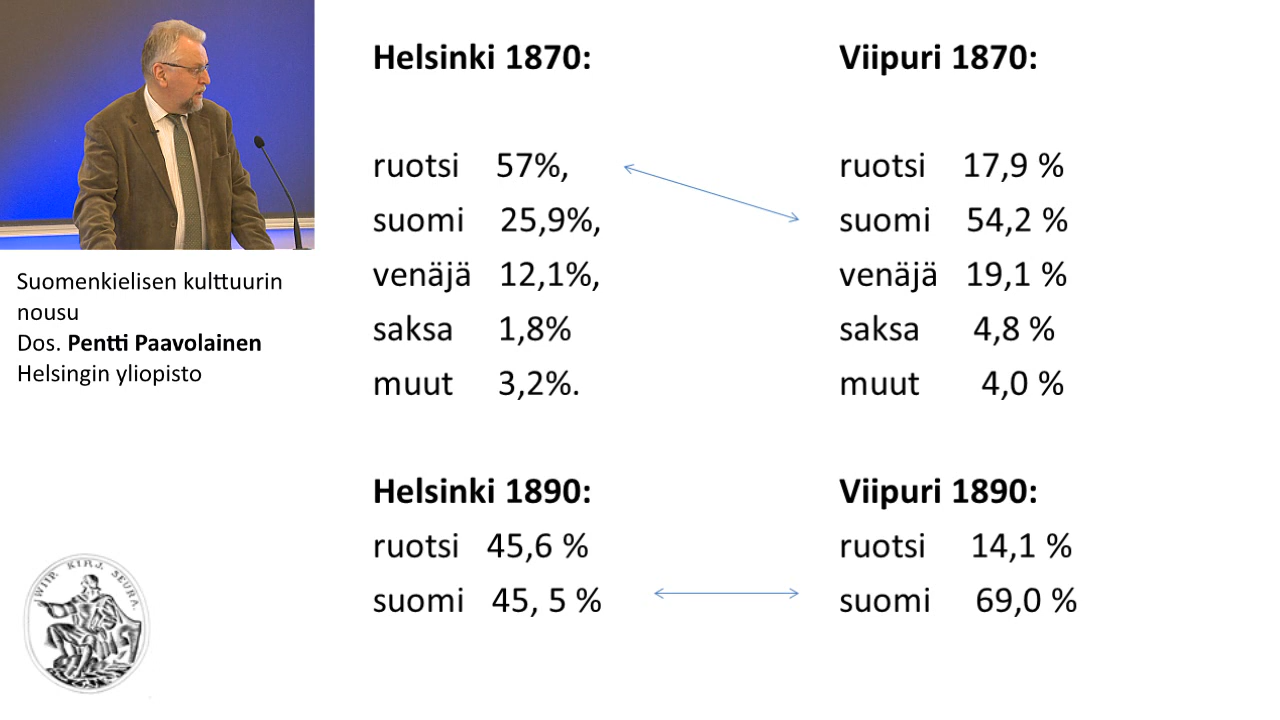 Suomenkielisen kulttuurin
nousu
Dos. Pentti Paavolainen
Helsingin yliopisto
WIIP. KIRJ. SEURA.
Helsinki 1870:
ruotsi 57%,
suomi 25,9%,
venäjä 12,1%,
saksa 1,8%
muut 3,2%.
Helsinki 1890:
ruotsi 45,6 %
suomi 45, 5 %
Viipuri 1870:
ruotsi 17,9 %
suomi 54,2 %
venäjä 19,1 %
saksa 4,8 %
muut 4,0 %
Viipuri 1890:
ruotsi 14,1 %
suomi 69,0 %